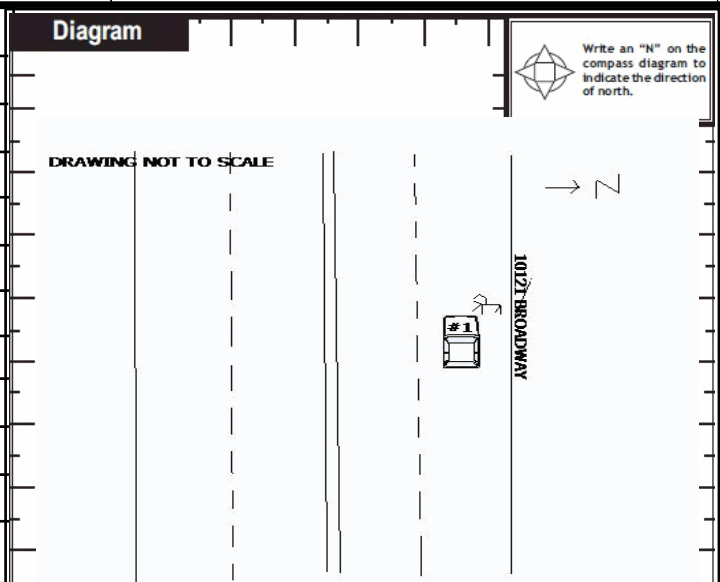 Diagram
Write an “N” on the
compass diagram to
indicate the direction
of north.
DRAWING NOT TO SCALE
N
10121 BROADWAY
#1